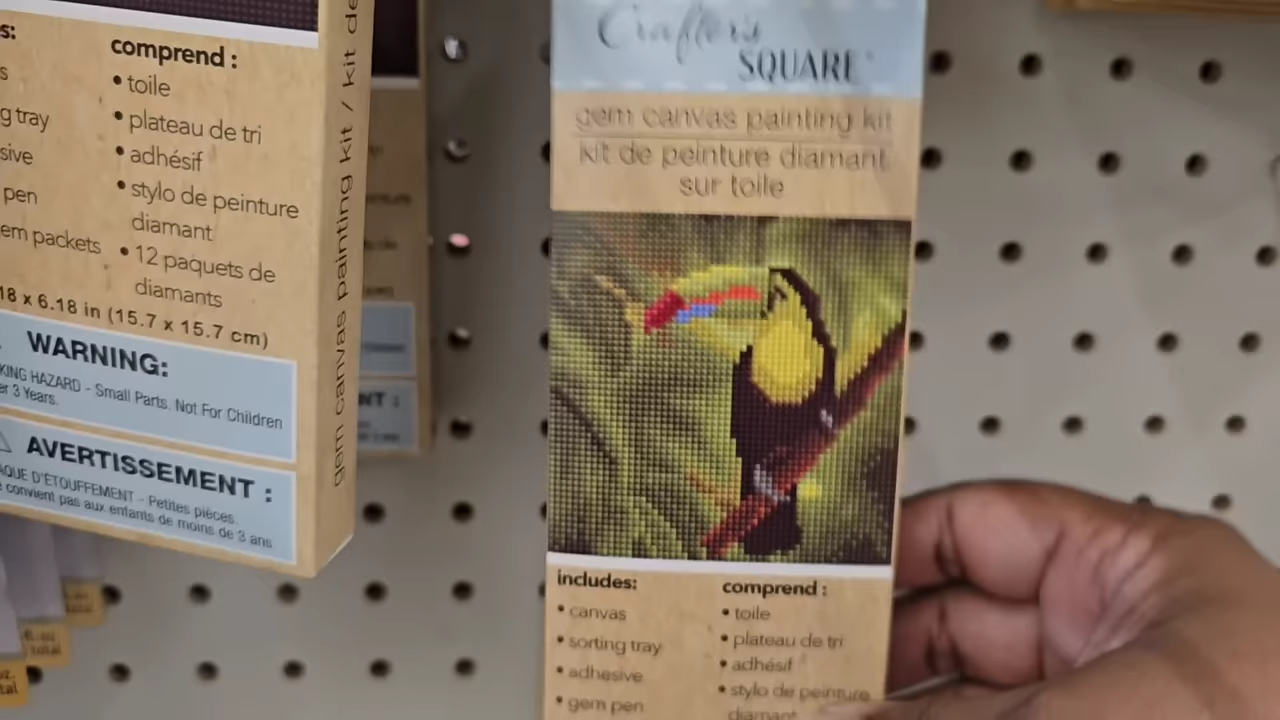 comprend :
• toile
• plateau de tri
• adhésif
• stylo de peinture
diamant
• 12 paquets de
diamants
g tray
sive
pen
em packets
18 x 6.18 in (15.7 x 15.7 cm)
WARNING:
KING HAZARD - Small Parts. Not For Children
er 3 Years.
AVERTISSEMENT :
QUE D'ÉTOUFFEMENT - Petites pièces.
convient pas aux enfants de moins de 3 ans
gem canvas painting kit / kit de
NT :
total
Crafter's
SQUARE
gem canvas painting kit
kit de peinture diamant
sur toile
includes:
• canvas
• sorting tray
• adhesive
• gem pen
comprend :
• toile
• plateau de tri
• adhésif
• stylo de peinture
diamant